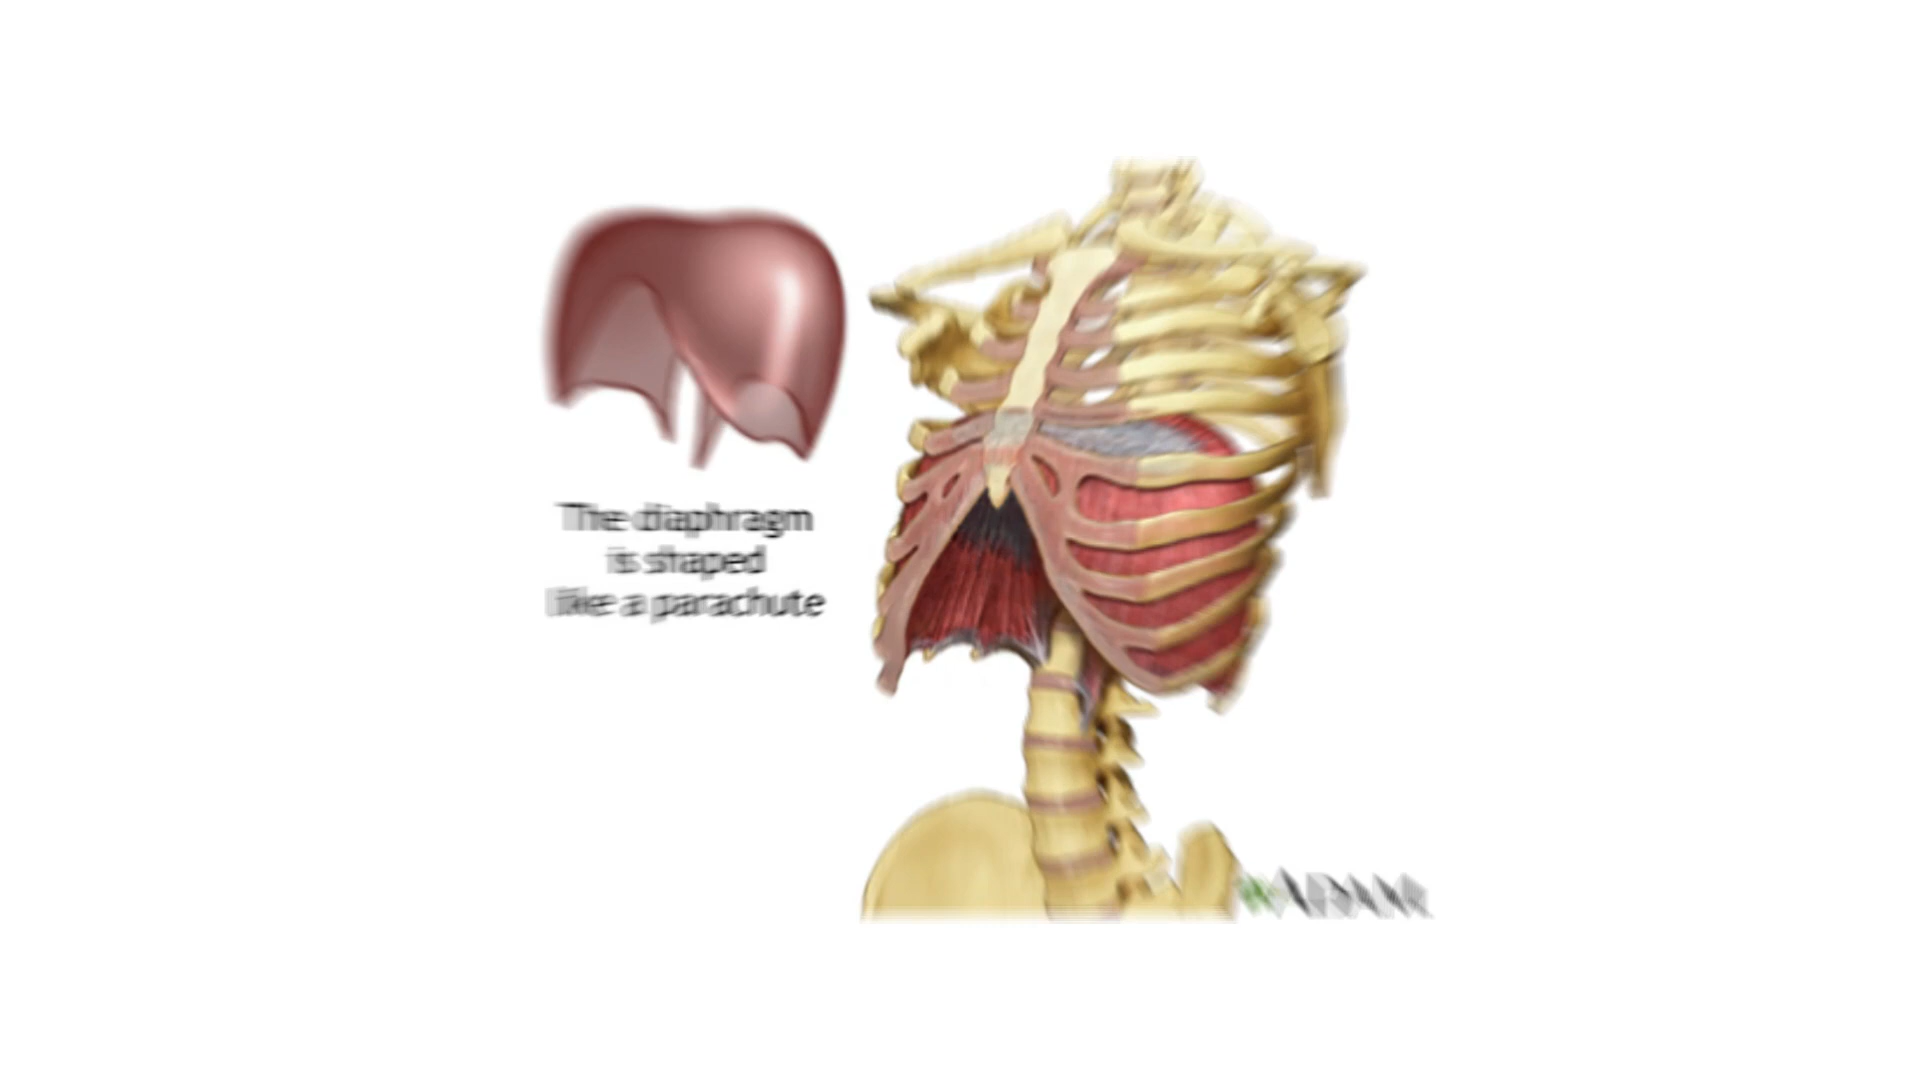 The diaphragm
is shaped
like a parachute